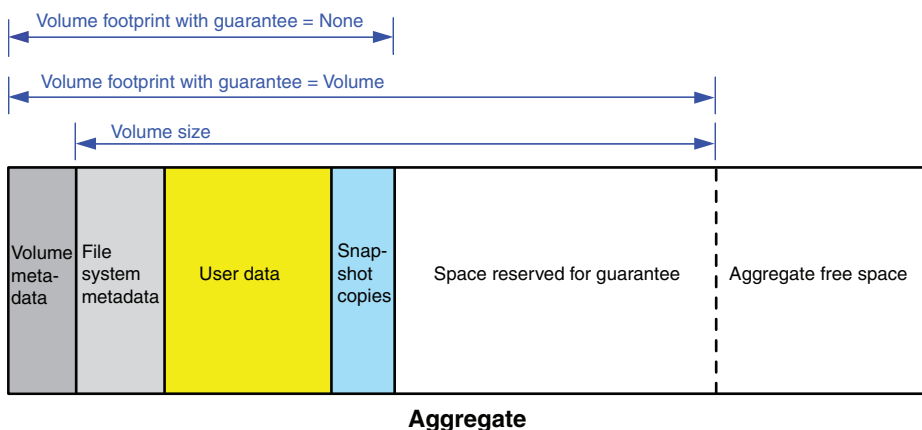 Volume footprint with guarantee = None
Volume footprint with guarantee = Volume
Volume size
Volume
meta-
data
File
system
metadata
User data
Snap-
shot
copies
Space reserved for guarantee
Aggregate free space
Aggregate